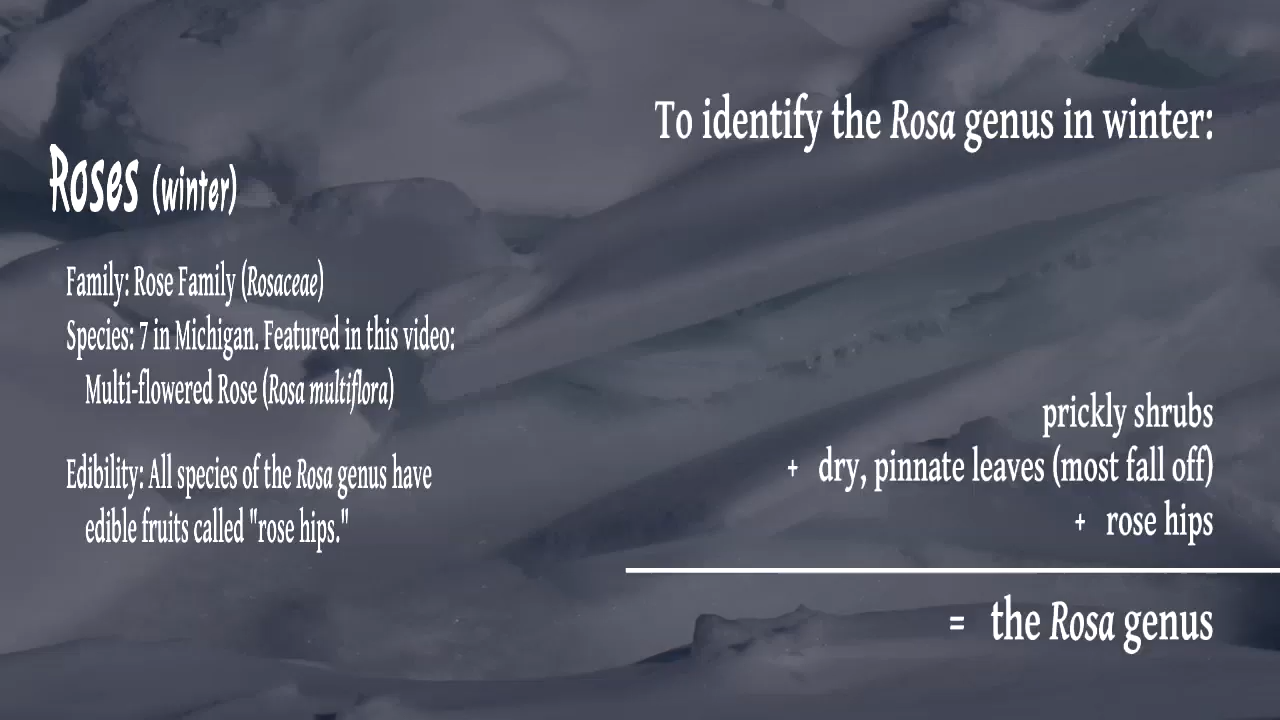 Roses (winter)
Family: Rose Family (Rosaceae)
Species: 7 in Michigan. Featured in this video:
Multi-flowered Rose (Rosa multiflora)
Edibility: All species of the Rosa genus have
edible fruits called "rose hips."
To identify the Rosa genus in winter:
prickly shrubs
+ dry, pinnate leaves (most fall off)
+ rose hips
= the Rosa genus